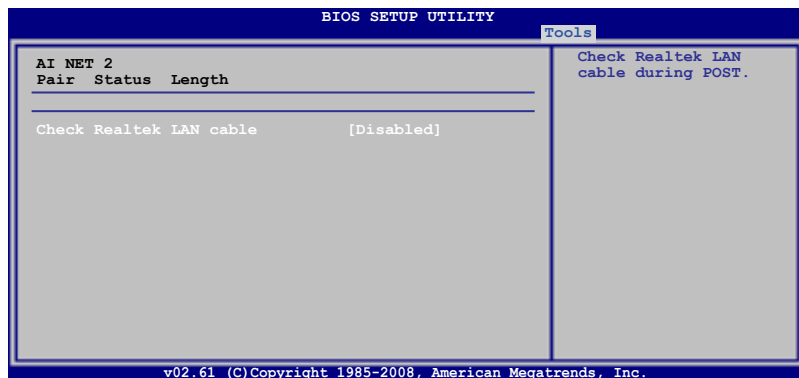 BIOS SETUP UTILITY
Tools
AI NET 2
Pair Status Length
Check Realtek LAN cable [Disabled]
Check Realtek LAN
cable during POST.
v02.61 (C)Copyright 1985-2008, American Megatrends, Inc.